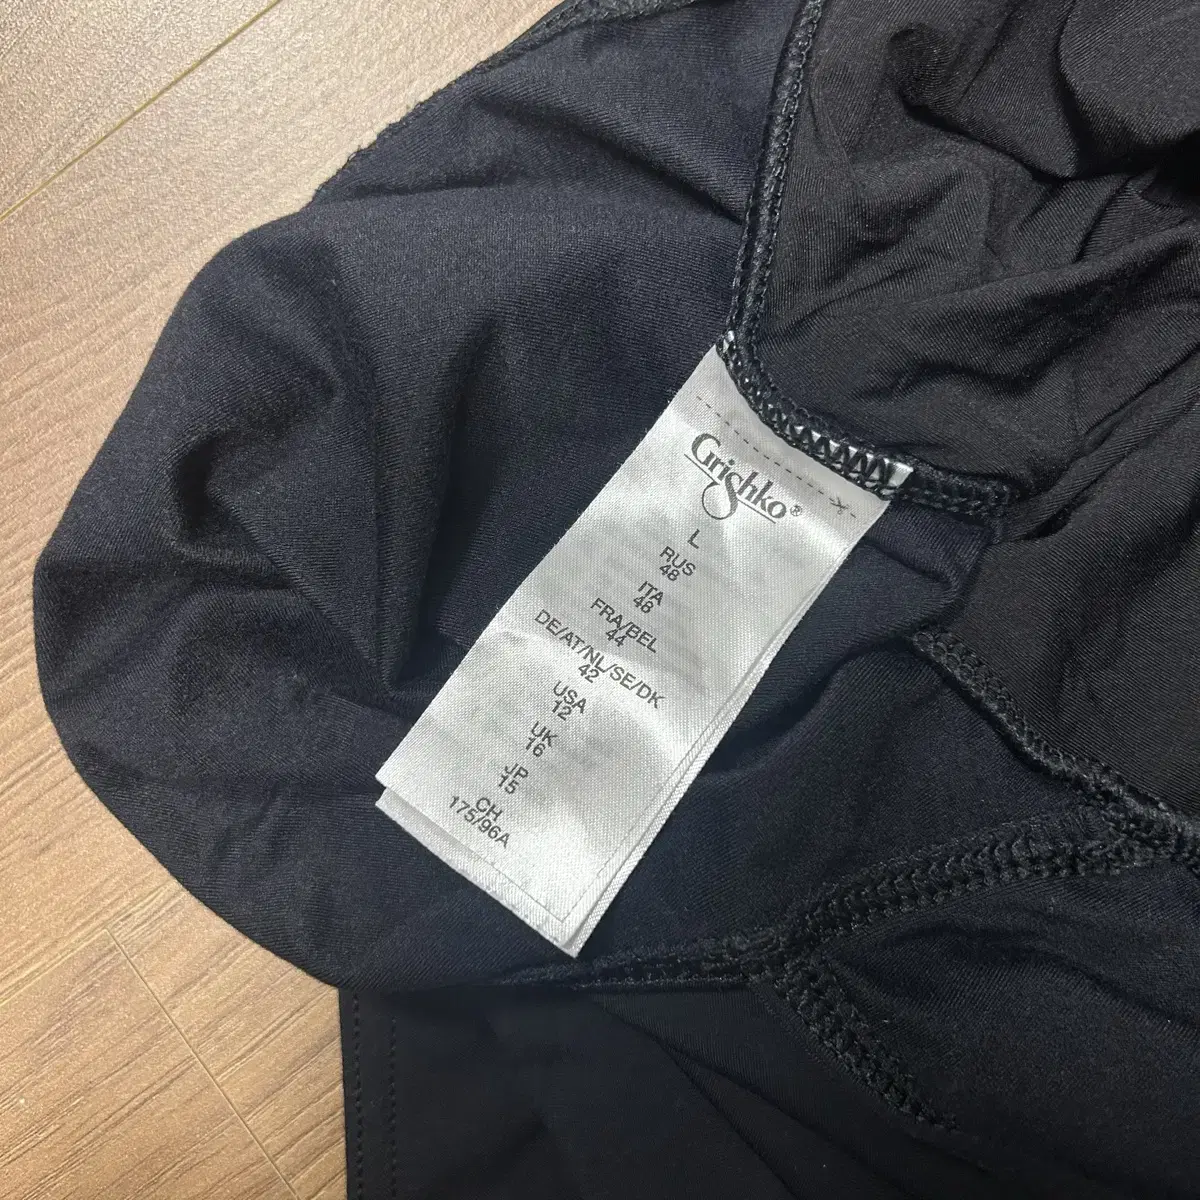 Grishko®
L
RUS
48
ITA
48
FRA/BEL
44
DE/AT/NL/SE/DK
42
USA
12
UK
16
JP
15
CH
175/96A